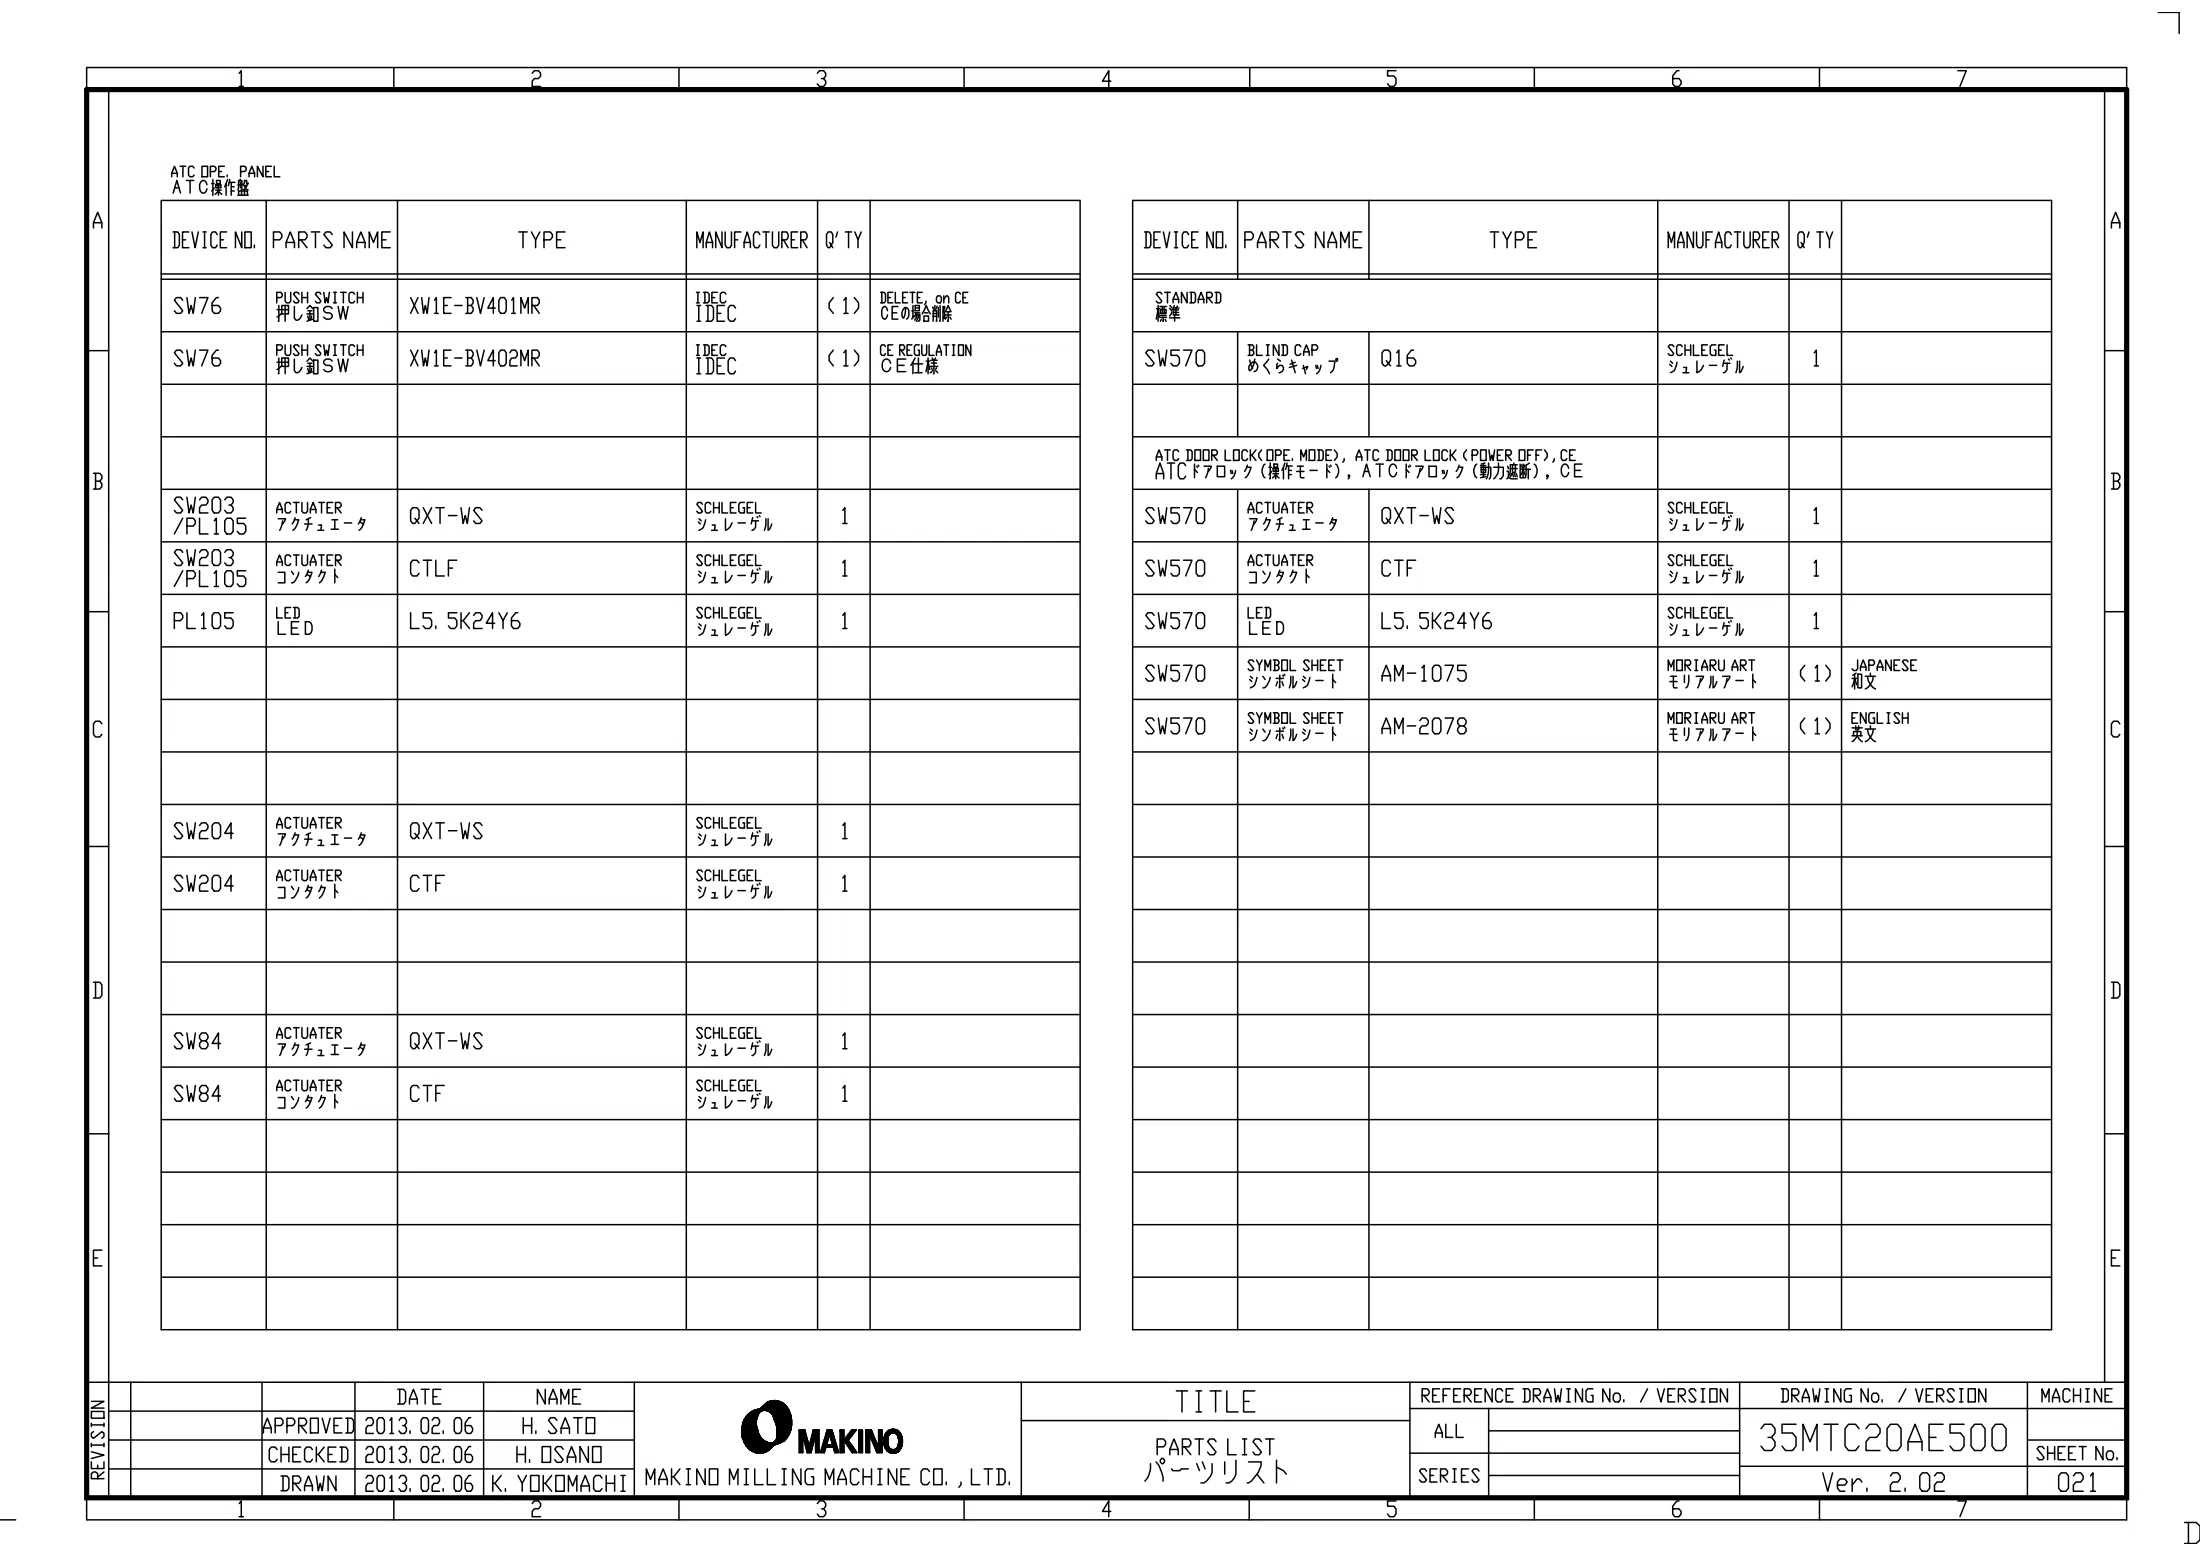 1 2 3 4 5 6 7
ATC OPE. PANEL
ATC操作盤
DEVICE NO. PARTS NAME TYPE MANUFACTURER Q'TY
SW76 PUSH SWITCH XW1E-BV401MR IDEC (1) DELETE, on CE
押し釦SW IDEC CEの場合削除
SW76 PUSH SWITCH XW1E-BV402MR IDEC (1) CE REGULATION
押し釦SW IDEC CE仕様
SW203 ACTUATER QXT-WS SCHLEGEL 1
/PL105 アクチュエータ シュレーゲル
SW203 ACTUATER CTLF SCHLEGEL 1
/PL105 コンタクト シュレーゲル
PL105 LED L5.5K24Y6 SCHLEGEL 1
LED シュレーゲル
SW204 ACTUATER QXT-WS SCHLEGEL 1
アクチュエータ シュレーゲル
SW204 ACTUATER CTF SCHLEGEL 1
コンタクト シュレーゲル
SW84 ACTUATER QXT-WS SCHLEGEL 1
アクチュエータ シュレーゲル
SW84 ACTUATER CTF SCHLEGEL 1
コンタクト シュレーゲル
DEVICE NO. PARTS NAME TYPE MANUFACTURER Q'TY
STANDARD
標準
SW570 BLIND CAP Q16 SCHLEGEL 1
めくらキャップ シュレーゲル
ATC DOOR LOCK(OPE. MODE), ATC DOOR LOCK (POWER OFF), CE
ATCドアロック(操作モード), ATCドアロック(動力遮断), CE
SW570 ACTUATER QXT-WS SCHLEGEL 1
アクチュエータ シュレーゲル
SW570 ACTUATER CTF SCHLEGEL 1
コンタクト シュレーゲル
SW570 LED L5.5K24Y6 SCHLEGEL 1
LED シュレーゲル
SW570 SYMBOL SHEET AM-1075 MORIARU ART (1) JAPANESE
シンボルシート モリアルアート 和文
SW570 SYMBOL SHEET AM-2078 MORIARU ART (1) ENGLISH
シンボルシート モリアルアート 英文
A A
B B
C C
D D
E E
REVISION
DATE NAME
APPROVED 2013.02.06 H. SATO
CHECKED 2013.02.06 H. OSANO
DRAWN 2013.02.06 K. YOKOMACHI
MAKINO
MAKINO MILLING MACHINE CO., LTD.
TITLE
PARTS LIST
パーツリスト
REFERENCE DRAWING No. / VERSION
ALL
SERIES
DRAWING No. / VERSION
35MTC20AE500
Ver. 2.02
MACHINE
SHEET No.
021
1 2 3 4 5 6 7
D